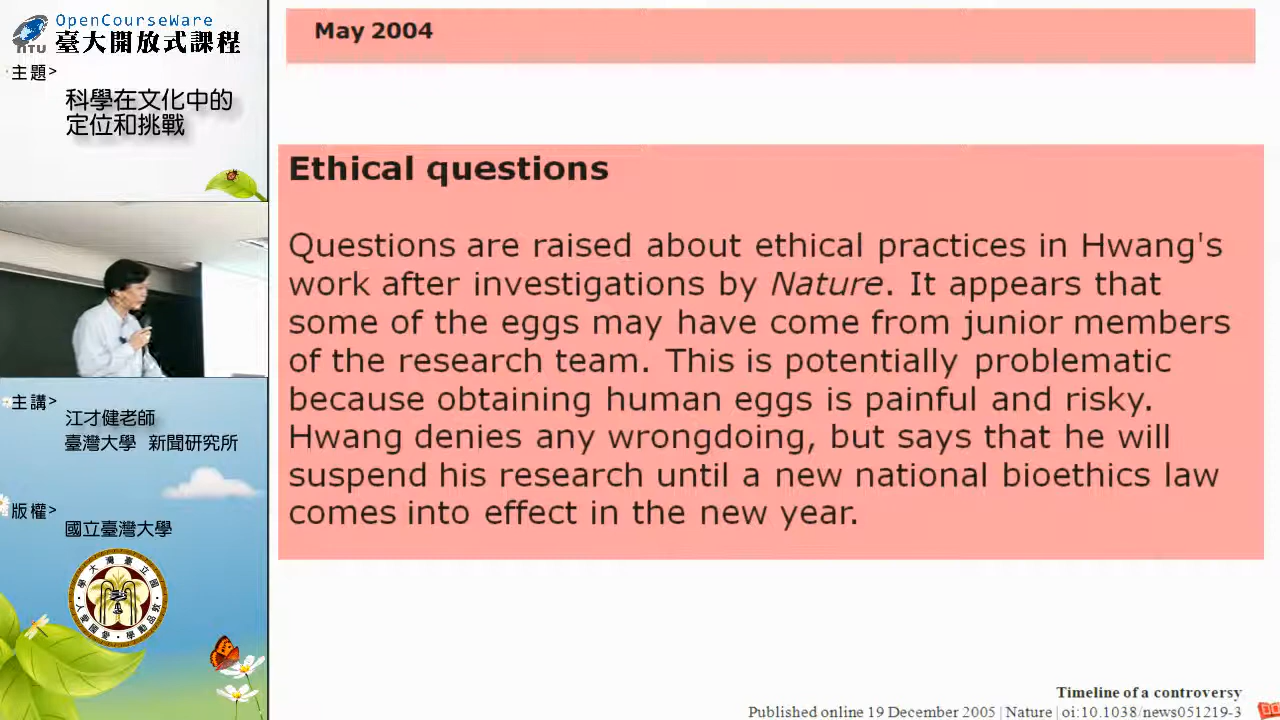 OpenCourseWare
NTU 臺大開放式課程
主題>
科學在文化中的
定位和挑戰
主講>
江才健老師
臺灣大學 新聞研究所
版權>
國立臺灣大學
May 2004
Ethical questions
Questions are raised about ethical practices in Hwang's
work after investigations by Nature. It appears that
some of the eggs may have come from junior members
of the research team. This is potentially problematic
because obtaining human eggs is painful and risky.
Hwang denies any wrongdoing, but says that he will
suspend his research until a new national bioethics law
comes into effect in the new year.
Timeline of a controversy
Published online 19 December 2005 | Nature | oi:10.1038/news051219-3